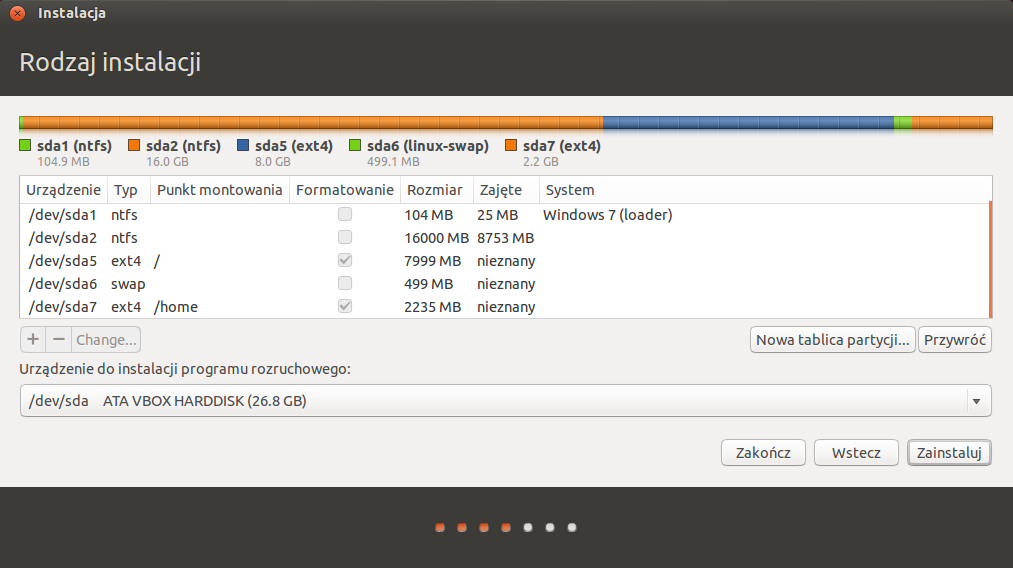 Instalacja
Rodzaj instalacji
sda1 (ntfs) sda2 (ntfs) sda5 (ext4) sda6 (linux-swap) sda7 (ext4)
104.9 MB 16.0 GB 8.0 GB 499.1 MB 2.2 GB
Urządzenie Typ Punkt montowania Formatowanie Rozmiar Zajęte System
/dev/sda1 ntfs 104 MB 25 MB Windows 7 (loader)
/dev/sda2 ntfs 16000 MB 8753 MB
/dev/sda5 ext4 / 7999 MB nieznany
/dev/sda6 swap 499 MB nieznany
/dev/sda7 ext4 /home 2235 MB nieznany
+ − Change... Nowa tablica partycji... Przywróć
Urządzenie do instalacji programu rozruchowego:
/dev/sda ATA VBOX HARDDISK (26.8 GB)
Zakończ Wstecz Zainstaluj